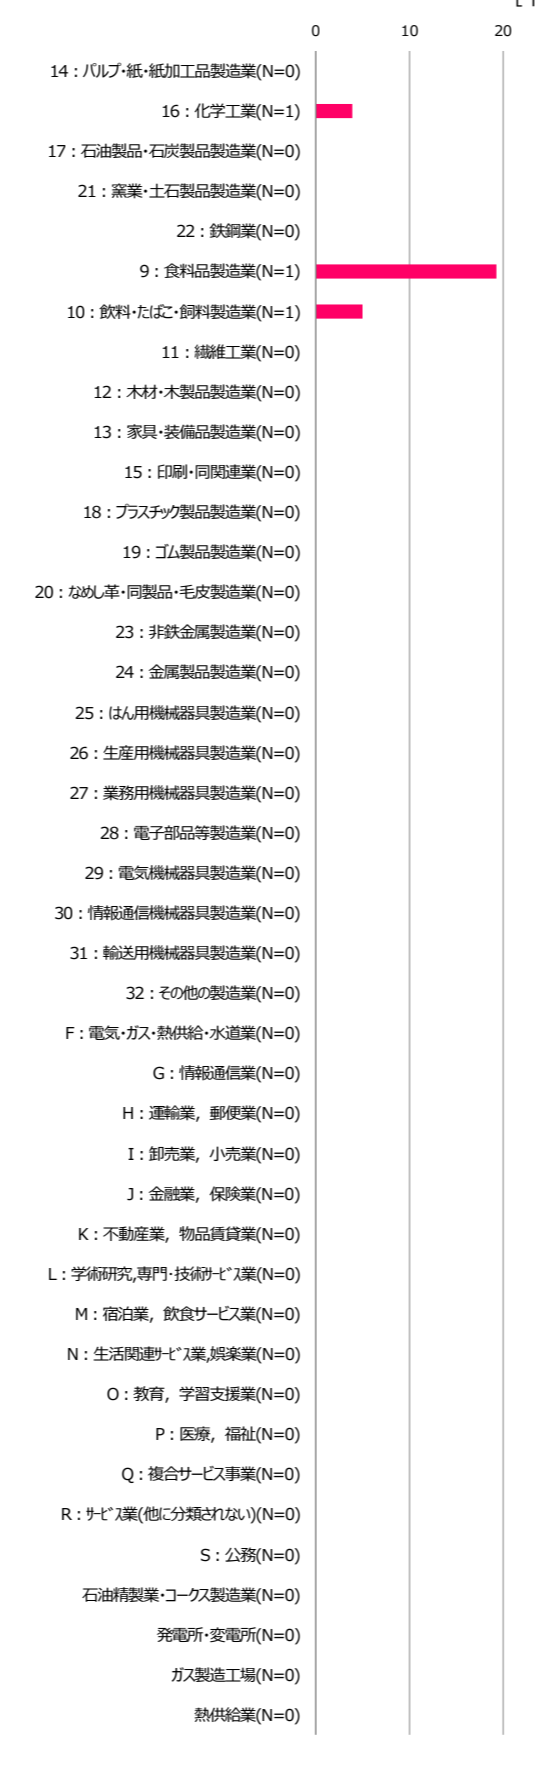 0 10 20
14：パルプ・紙・紙加工品製造業(N=0)
16：化学工業(N=1)
17：石油製品・石炭製品製造業(N=0)
21：窯業・土石製品製造業(N=0)
22：鉄鋼業(N=0)
9：食料品製造業(N=1)
10：飲料・たばこ・飼料製造業(N=1)
11：繊維工業(N=0)
12：木材・木製品製造業(N=0)
13：家具・装備品製造業(N=0)
15：印刷・同関連業(N=0)
18：プラスチック製品製造業(N=0)
19：ゴム製品製造業(N=0)
20：なめし革・同製品・毛皮製造業(N=0)
23：非鉄金属製造業(N=0)
24：金属製品製造業(N=0)
25：はん用機械器具製造業(N=0)
26：生産用機械器具製造業(N=0)
27：業務用機械器具製造業(N=0)
28：電子部品等製造業(N=0)
29：電気機械器具製造業(N=0)
30：情報通信機械器具製造業(N=0)
31：輸送用機械器具製造業(N=0)
32：その他の製造業(N=0)
F：電気・ガス・熱供給・水道業(N=0)
G：情報通信業(N=0)
H：運輸業，郵便業(N=0)
I：卸売業，小売業(N=0)
J：金融業，保険業(N=0)
K：不動産業，物品賃貸業(N=0)
L：学術研究,専門・技術ｻｰﾋﾞｽ業(N=0)
M：宿泊業，飲食サービス業(N=0)
N：生活関連ｻｰﾋﾞｽ業,娯楽業(N=0)
O：教育，学習支援業(N=0)
P：医療，福祉(N=0)
Q：複合サービス事業(N=0)
R：ｻｰﾋﾞｽ業(他に分類されない)(N=0)
S：公務(N=0)
石油精製業・コークス製造業(N=0)
発電所・変電所(N=0)
ガス製造工場(N=0)
熱供給業(N=0)